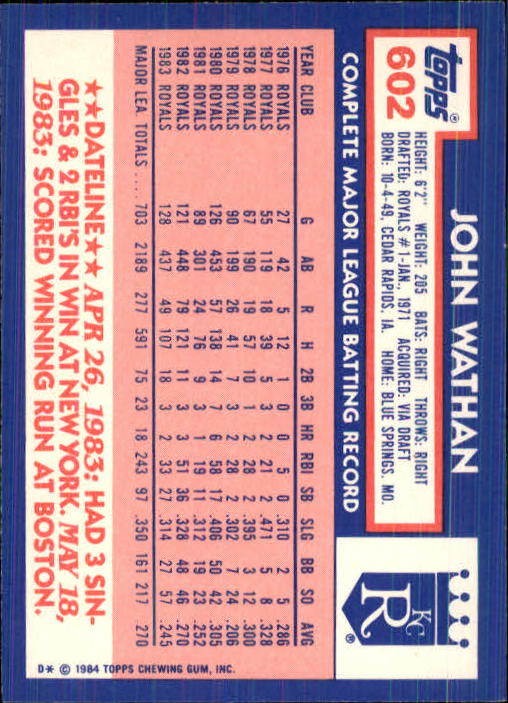 topps®
602
JOHN WATHAN
HEIGHT: 6'2" WEIGHT: 205 BATS: RIGHT THROWS: RIGHT
DRAFTED: ROYALS #1-JAN., 1971 ACQUIRED: VIA DRAFT
BORN: 10-4-49, CEDAR RAPIDS, IA. HOME: BLUE SPRINGS, MO.
KC
R®
COMPLETE MAJOR LEAGUE BATTING RECORD
YEAR CLUB G AB R H 2B 3B HR RBI SB SLG BB SO AVG
1976 ROYALS 27 42 5 12 1 0 0 5 0 .310 2 5 .286
1977 ROYALS 55 119 18 39 5 3 2 21 2 .471 5 8 .328
1978 ROYALS 67 190 19 57 10 1 2 28 2 .395 3 12 .300
1979 ROYALS 90 199 26 41 7 3 2 28 2 .302 7 24 .206
1980 ROYALS 126 453 57 138 14 7 6 58 17 .406 50 42 .305
1981 ROYALS 89 301 24 76 9 3 1 19 11 .312 19 23 .252
1982 ROYALS 121 448 79 121 11 3 3 51 36 .328 48 46 .270
1983 ROYALS 128 437 49 107 18 3 2 33 27 .314 27 57 .245
MAJOR LEA. TOTALS .... 703 2189 277 591 75 23 18 243 97 .350 161 217 .270
★★DATELINE★★ APR 26, 1983: HAD 3 SIN-
GLES & 2 RBI'S IN WIN AT NEW YORK. MAY 18,
1983: SCORED WINNING RUN AT BOSTON.
D* © 1984 TOPPS CHEWING GUM, INC.